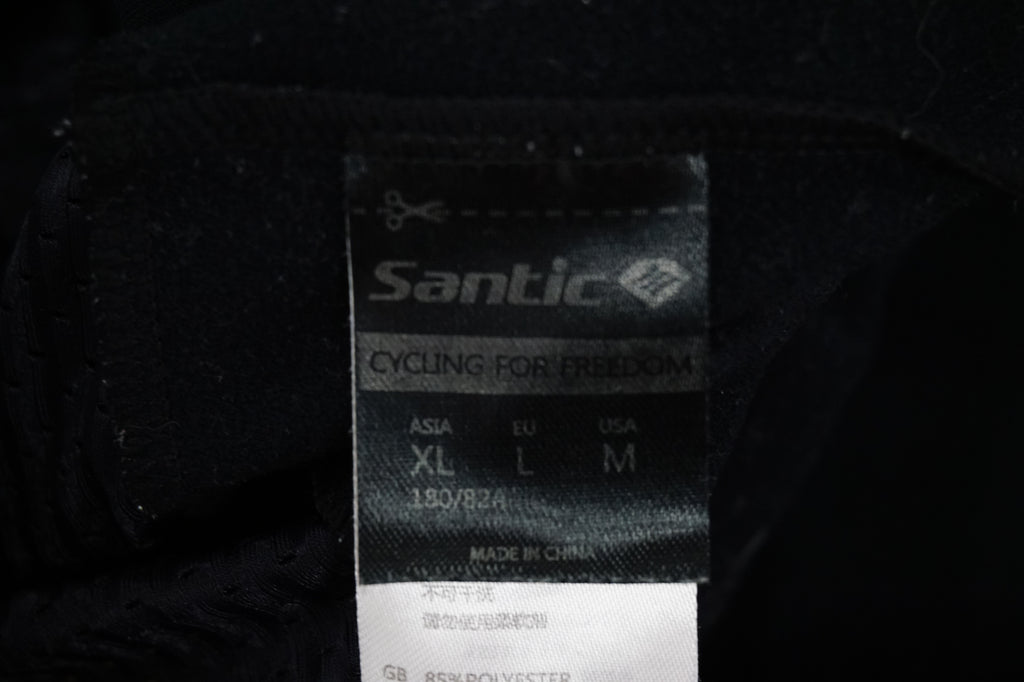 Santic
CYCLING FOR FREEDOM
ASIA EU USA
XL L M
180/82A
MADE IN CHINA
不可干洗
GB 85%POLYESTER